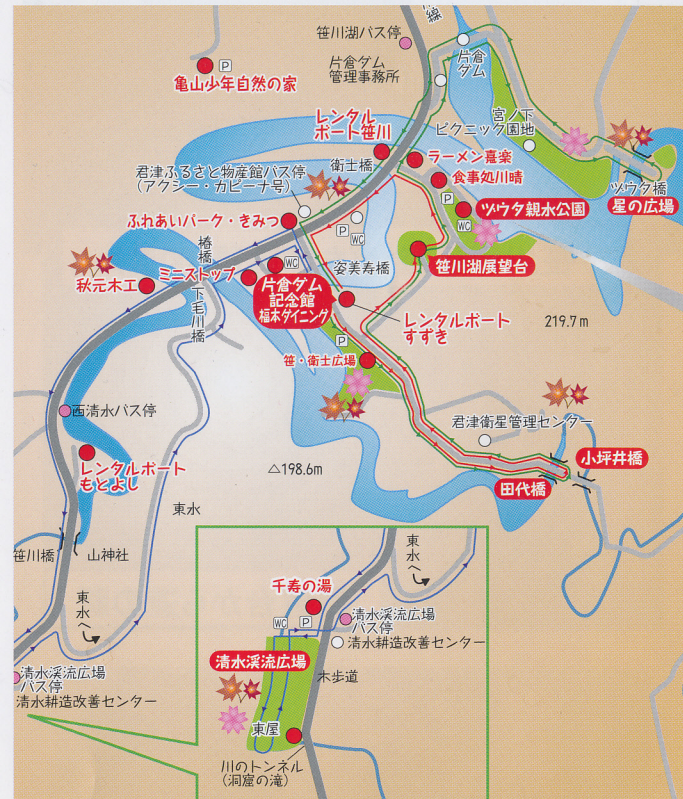 笹川湖バス停
片倉ダム
管理事務所
片倉
ダム
P
亀山少年自然の家
レンタル
ボート笹川
宮ノ下
ピクニック園地
衛士橋
ラーメン嘉楽
食事処川晴
ツウタ橋
星の広場
君津ふるさと物産館バス停
(アクシー・カピーナ号)
P
WC
ツヅタ親水公園
ふれあいパーク・きみつ
P
WC
椿橋
WC
姿美寿橋
笹川湖展望台
秋元木工
ミニストップ
片倉ダム
記念館
福木ダイニング
下毛川橋
レンタルボート
すずき
219.7m
P
笹・衛士広場
西清水バス停
君津衛星管理センター
小坪井橋
田代橋
レンタルボート
もとよし
△198.6m
東水
笹川橋
山神社
東水へ
清水渓流広場
バス停
清水耕造改善センター
東水へ
千寿の湯
WC
P
清水渓流広場
バス停
清水耕造改善センター
清水渓流広場
木歩道
東屋
川のトンネル
(洞窟の滝)